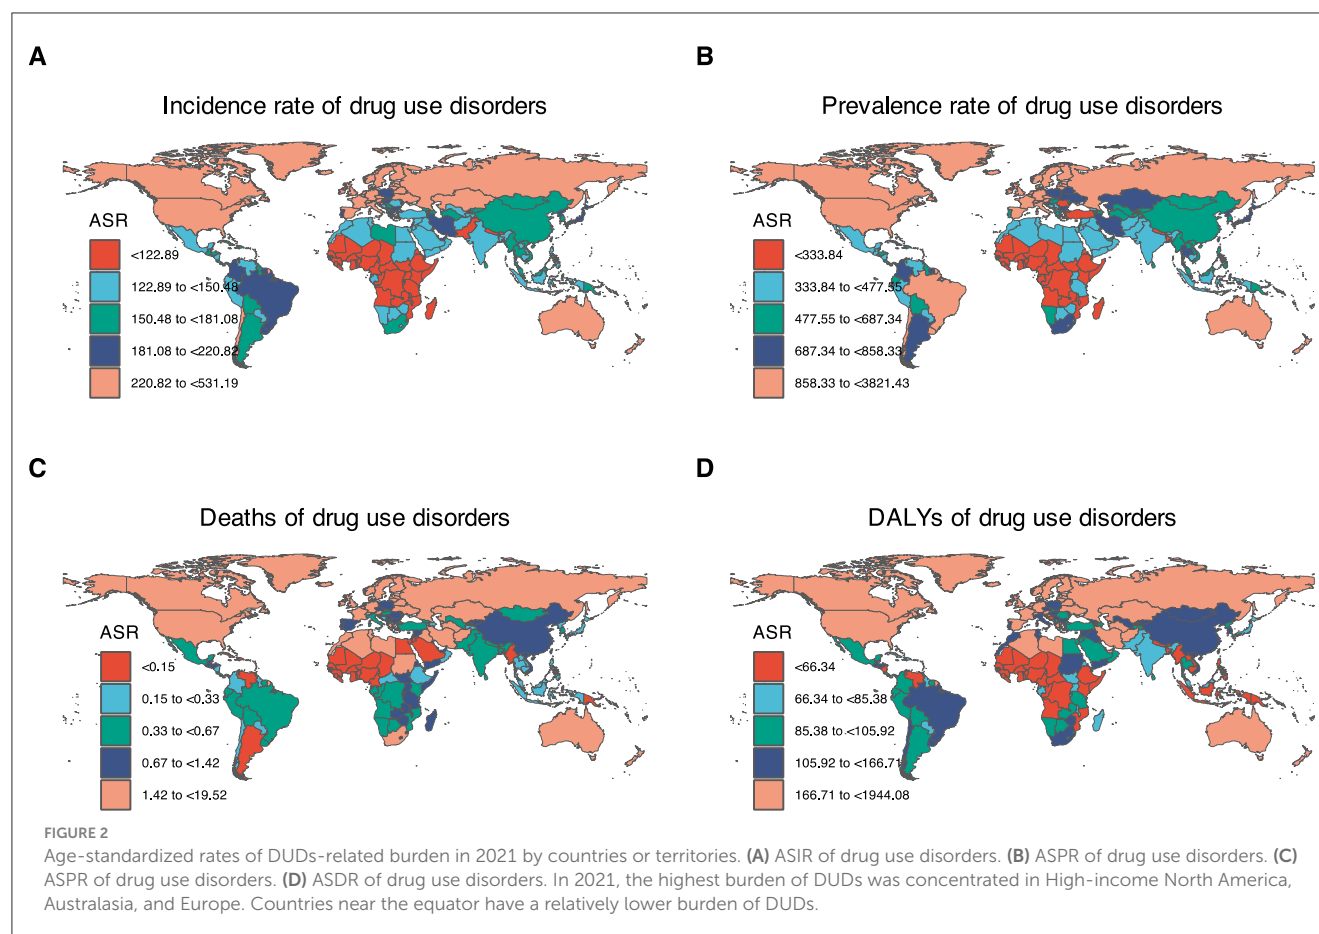 A
Incidence rate of drug use disorders
ASR
<122.89
122.89 to <150.48
150.48 to <181.08
181.08 to <220.82
220.82 to <531.19
B
Prevalence rate of drug use disorders
ASR
<333.84
333.84 to <477.55
477.55 to <687.34
687.34 to <858.33
858.33 to <3821.43
C
Deaths of drug use disorders
ASR
<0.15
0.15 to <0.33
0.33 to <0.67
0.67 to <1.42
1.42 to <19.52
D
DALYs of drug use disorders
ASR
<66.34
66.34 to <85.38
85.38 to <105.92
105.92 to <166.71
166.71 to <1944.08
FIGURE 2
Age-standardized rates of DUDs-related burden in 2021 by countries or territories. (A) ASIR of drug use disorders. (B) ASPR of drug use disorders. (C)
ASPR of drug use disorders. (D) ASDR of drug use disorders. In 2021, the highest burden of DUDs was concentrated in High-income North America,
Australasia, and Europe. Countries near the equator have a relatively lower burden of DUDs.